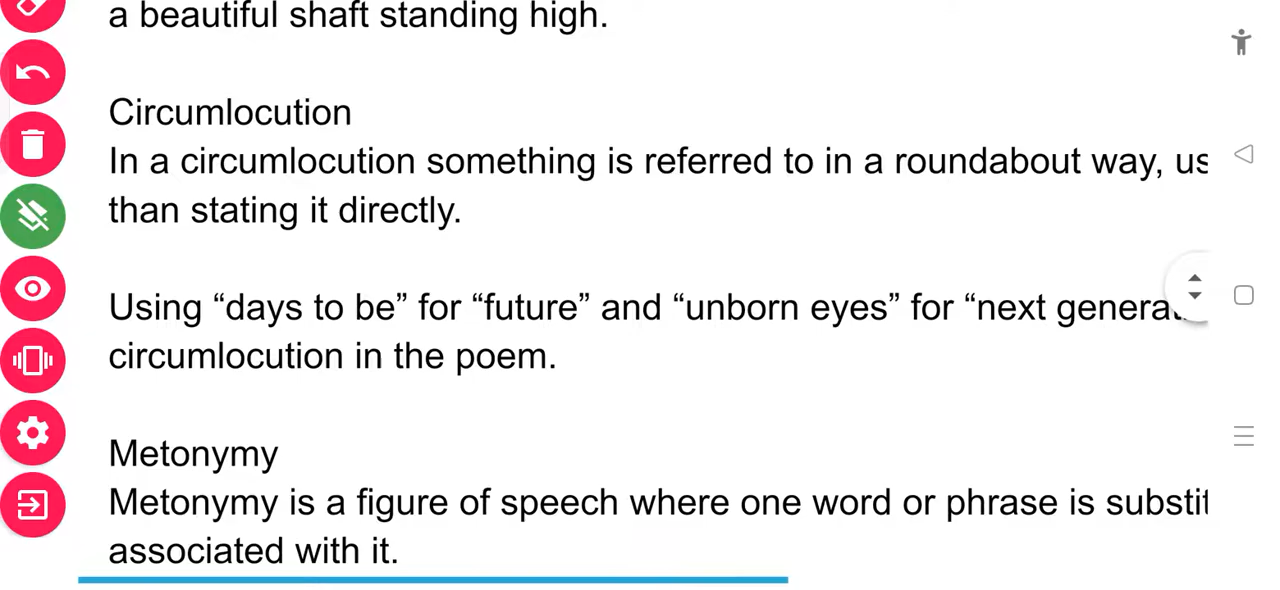 a beautiful shaft standing high.
Circumlocution
In a circumlocution something is referred to in a roundabout way, us
than stating it directly.
Using “days to be” for “future” and “unborn eyes” for “next generat
circumlocution in the poem.
Metonymy
Metonymy is a figure of speech where one word or phrase is substit
associated with it.